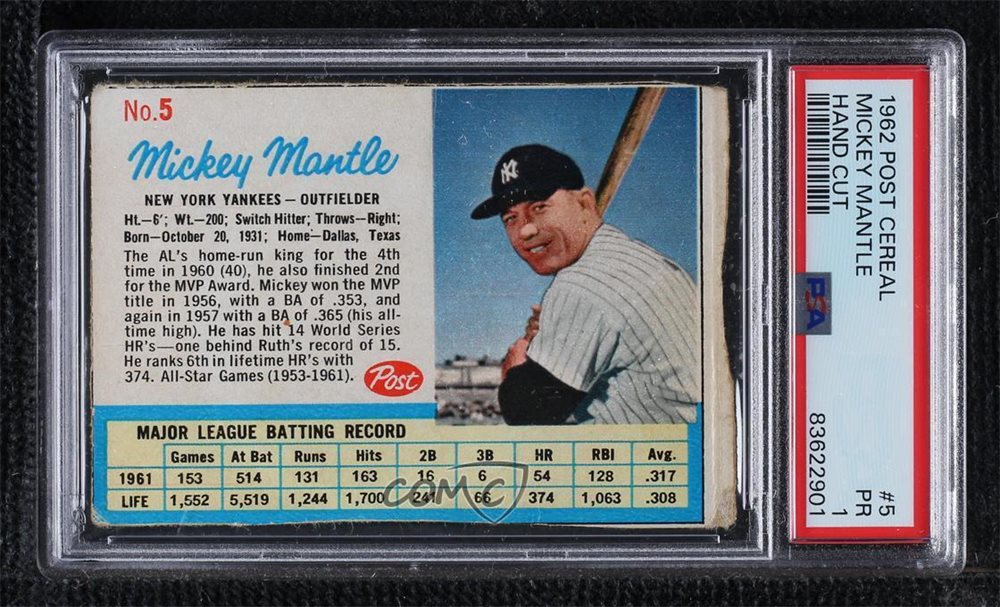 No.5
Mickey Mantle
NEW YORK YANKEES — OUTFIELDER
Ht.—6'; Wt.—200; Switch Hitter; Throws—Right;
Born—October 20, 1931; Home—Dallas, Texas
The AL's home-run king for the 4th
time in 1960 (40), he also finished 2nd
for the MVP Award. Mickey won the MVP
title in 1956, with a BA of .353, and
again in 1957 with a BA of .365 (his all-
time high). He has hit 14 World Series
HR's—one behind Ruth's record of 15.
He ranks 6th in lifetime HR's with
374. All-Star Games (1953-1961).
Post
NY
MAJOR LEAGUE BATTING RECORD
Games At Bat Runs Hits 2B 3B HR RBI Avg.
1961 153 514 131 163 16 6 54 128 .317
LIFE 1,552 5,519 1,244 1,700 241 66 374 1,063 .308
COMC
1962 POST CEREAL #5
MICKEY MANTLE PR
HAND CUT 1
PSA
83622901